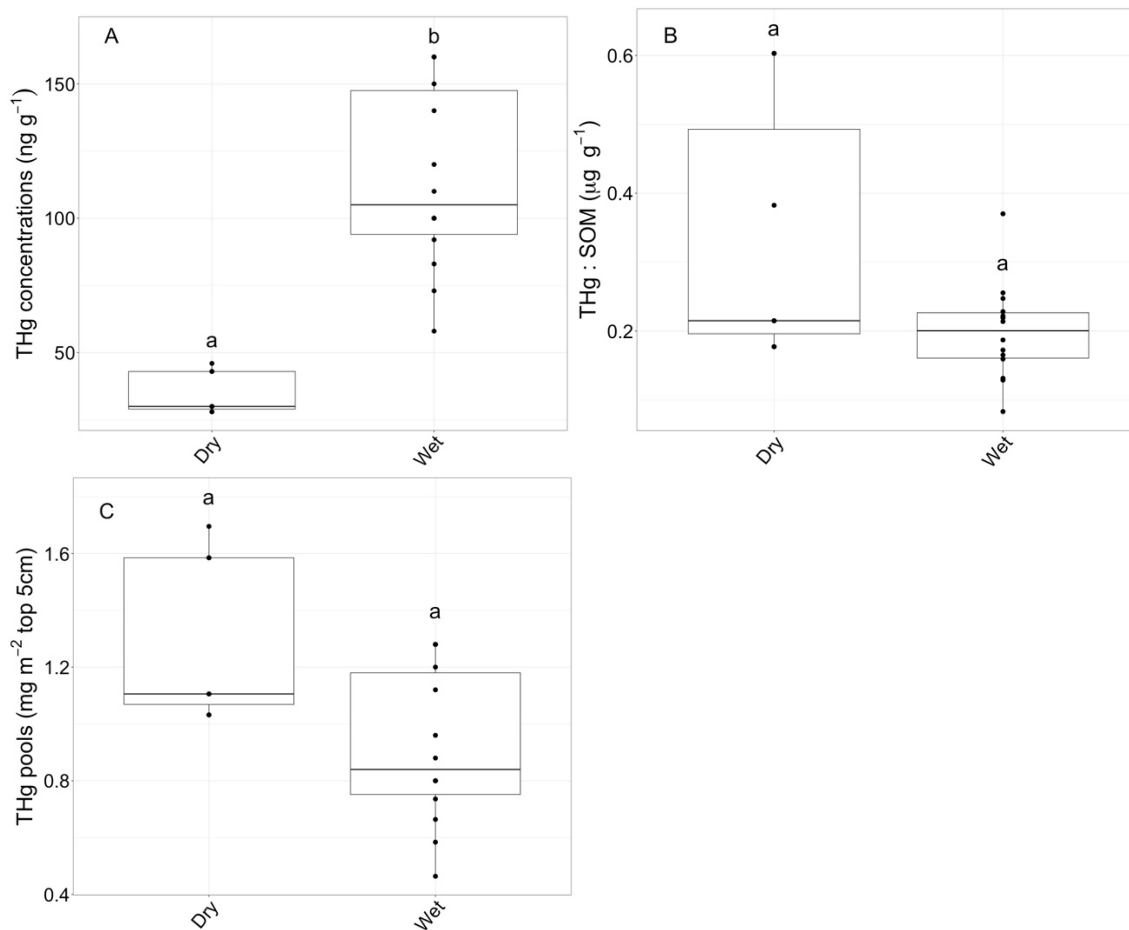 A
b
a
150
100
50
THg concentrations (ng g⁻¹)
Dry
Wet
B
a
a
0.6
0.4
0.2
THg : SOM (μg g⁻¹)
Dry
Wet
C
a
a
1.6
1.2
0.8
0.4
THg pools (mg m⁻² top 5cm)
Dry
Wet